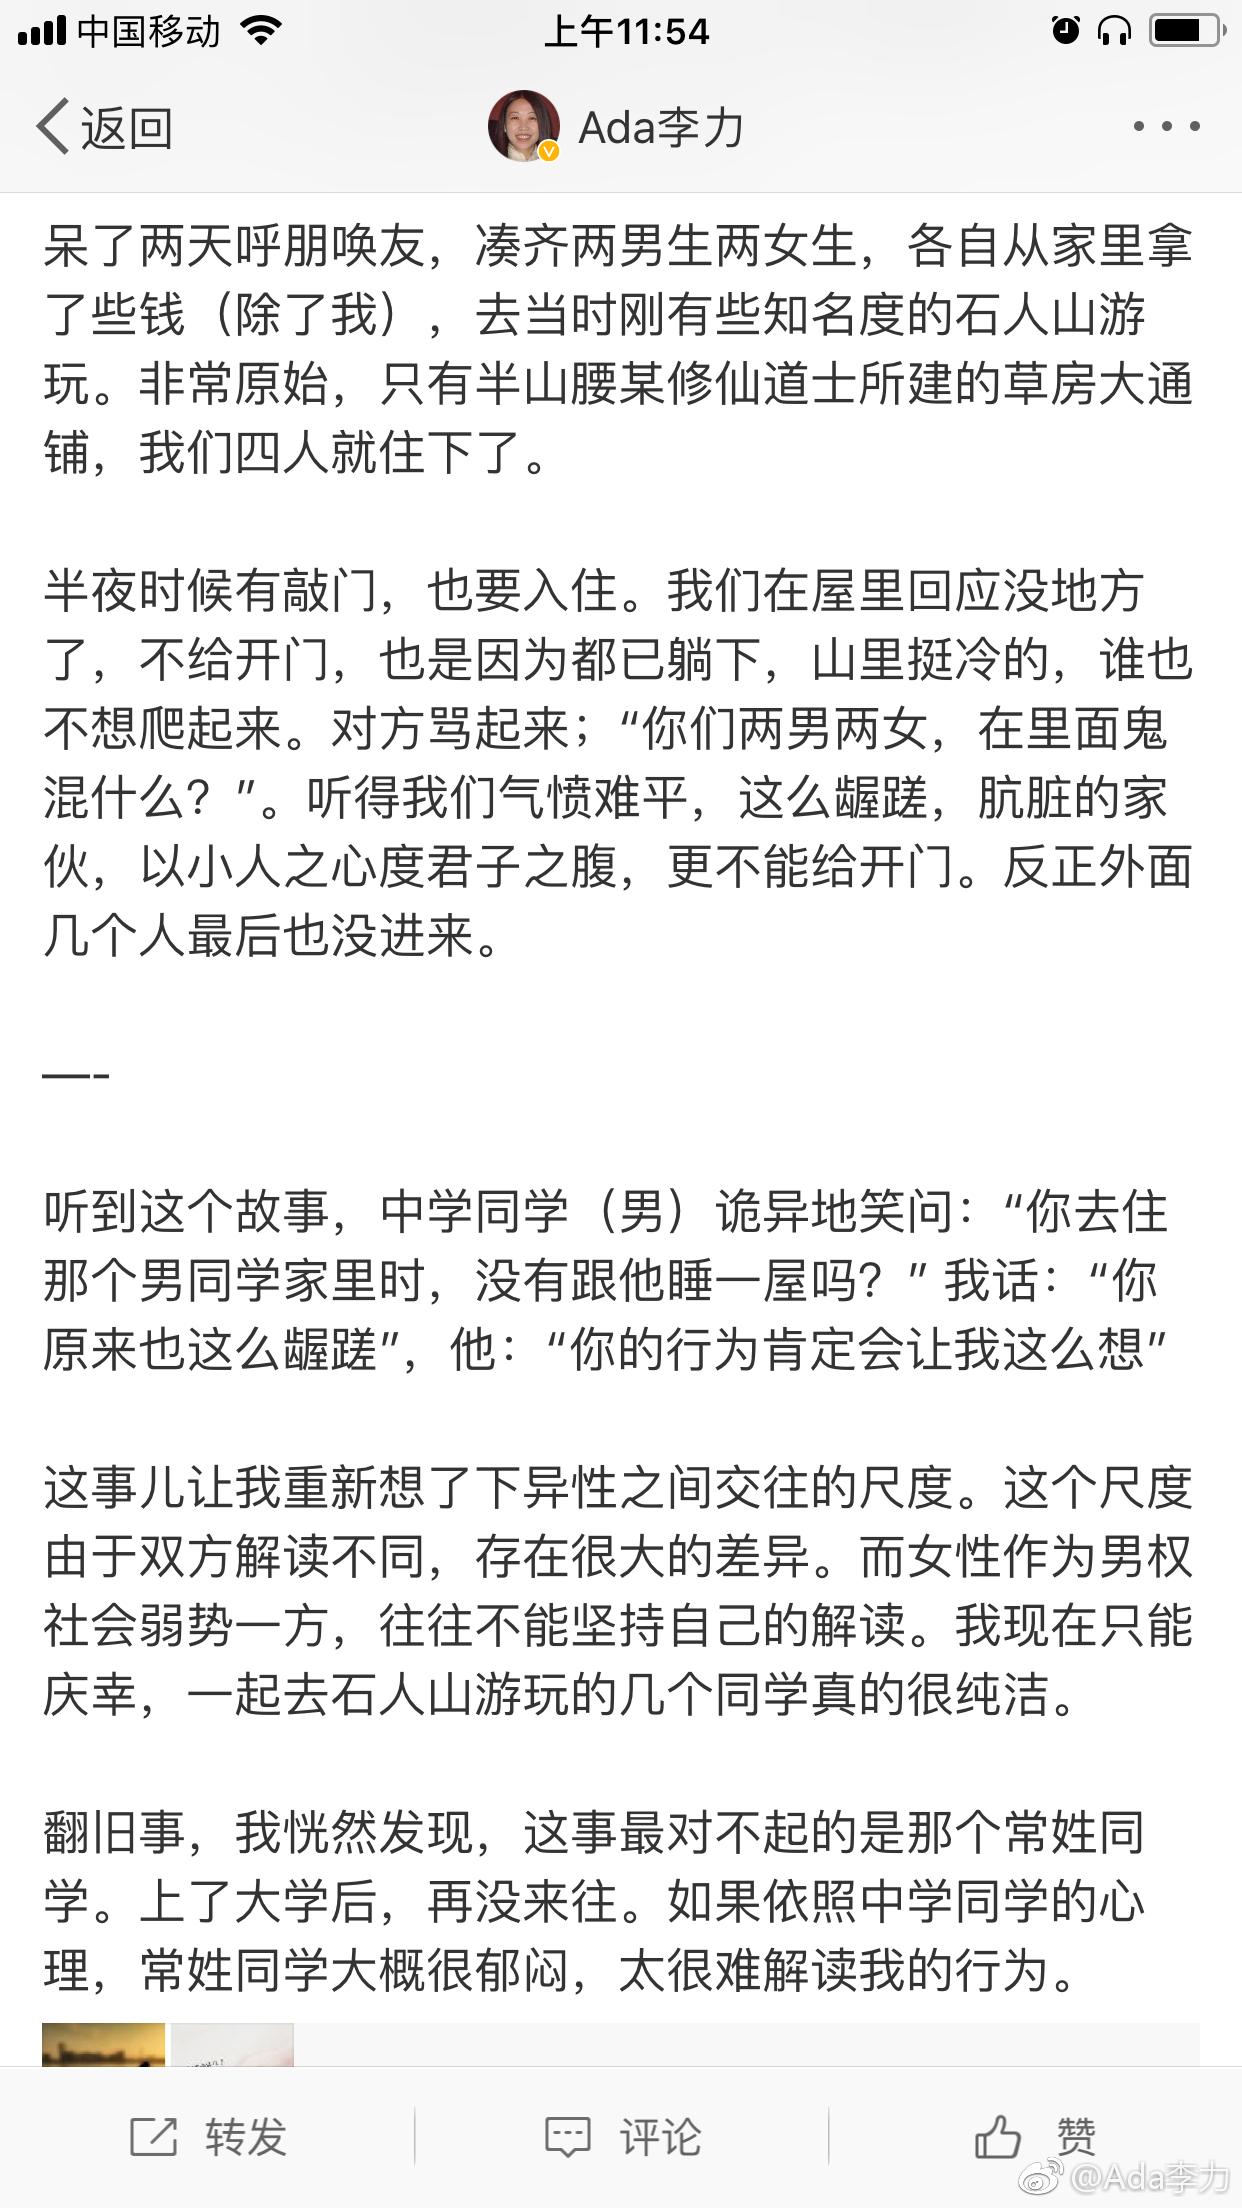 中国移动
上午11:54
返回
Ada李力
呆了两天呼朋唤友，凑齐两男生两女生，各自从家里拿
了些钱（除了我），去当时刚有些知名度的石人山游
玩。非常原始，只有半山腰某修仙道士所建的草房大通
铺，我们四人就住下了。
半夜时候有敲门，也要入住。我们在屋里回应没地方
了，不给开门，也是因为都已躺下，山里挺冷的，谁也
不想爬起来。对方骂起来；“你们两男两女，在里面鬼
混什么？”。听得我们气愤难平，这么龌蹉，肮脏的家
伙，以小人之心度君子之腹，更不能给开门。反正外面
几个人最后也没进来。
—-
听到这个故事，中学同学（男）诡异地笑问：“你去住
那个男同学家里时，没有跟他睡一屋吗？” 我话：“你
原来也这么龌蹉”，他：“你的行为肯定会让我这么想”
这事儿让我重新想了下异性之间交往的尺度。这个尺度
由于双方解读不同，存在很大的差异。而女性作为男权
社会弱势一方，往往不能坚持自己的解读。我现在只能
庆幸，一起去石人山游玩的几个同学真的很纯洁。
翻旧事，我恍然发现，这事最对不起的是那个常姓同
学。上了大学后，再没来往。如果依照中学同学的心
理，常姓同学大概很郁闷，太很难解读我的行为。
转发
评论
赞
@Ada李力